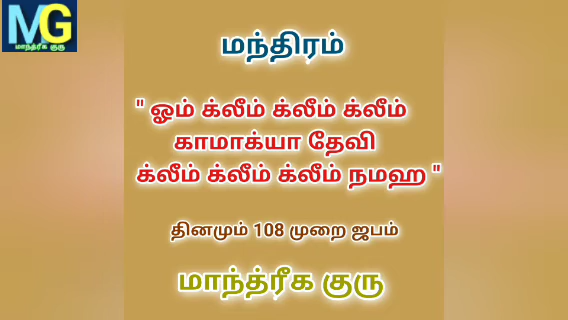 MG
மாந்த்ரீக குரு
மந்திரம்
" ஓம் க்லீம் க்லீம் க்லீம்
காமாக்யா தேவி
க்லீம் க்லீம் க்லீம் நமஹ "
தினமும் 108 முறை ஜபம்
மாந்த்ரீக குரு